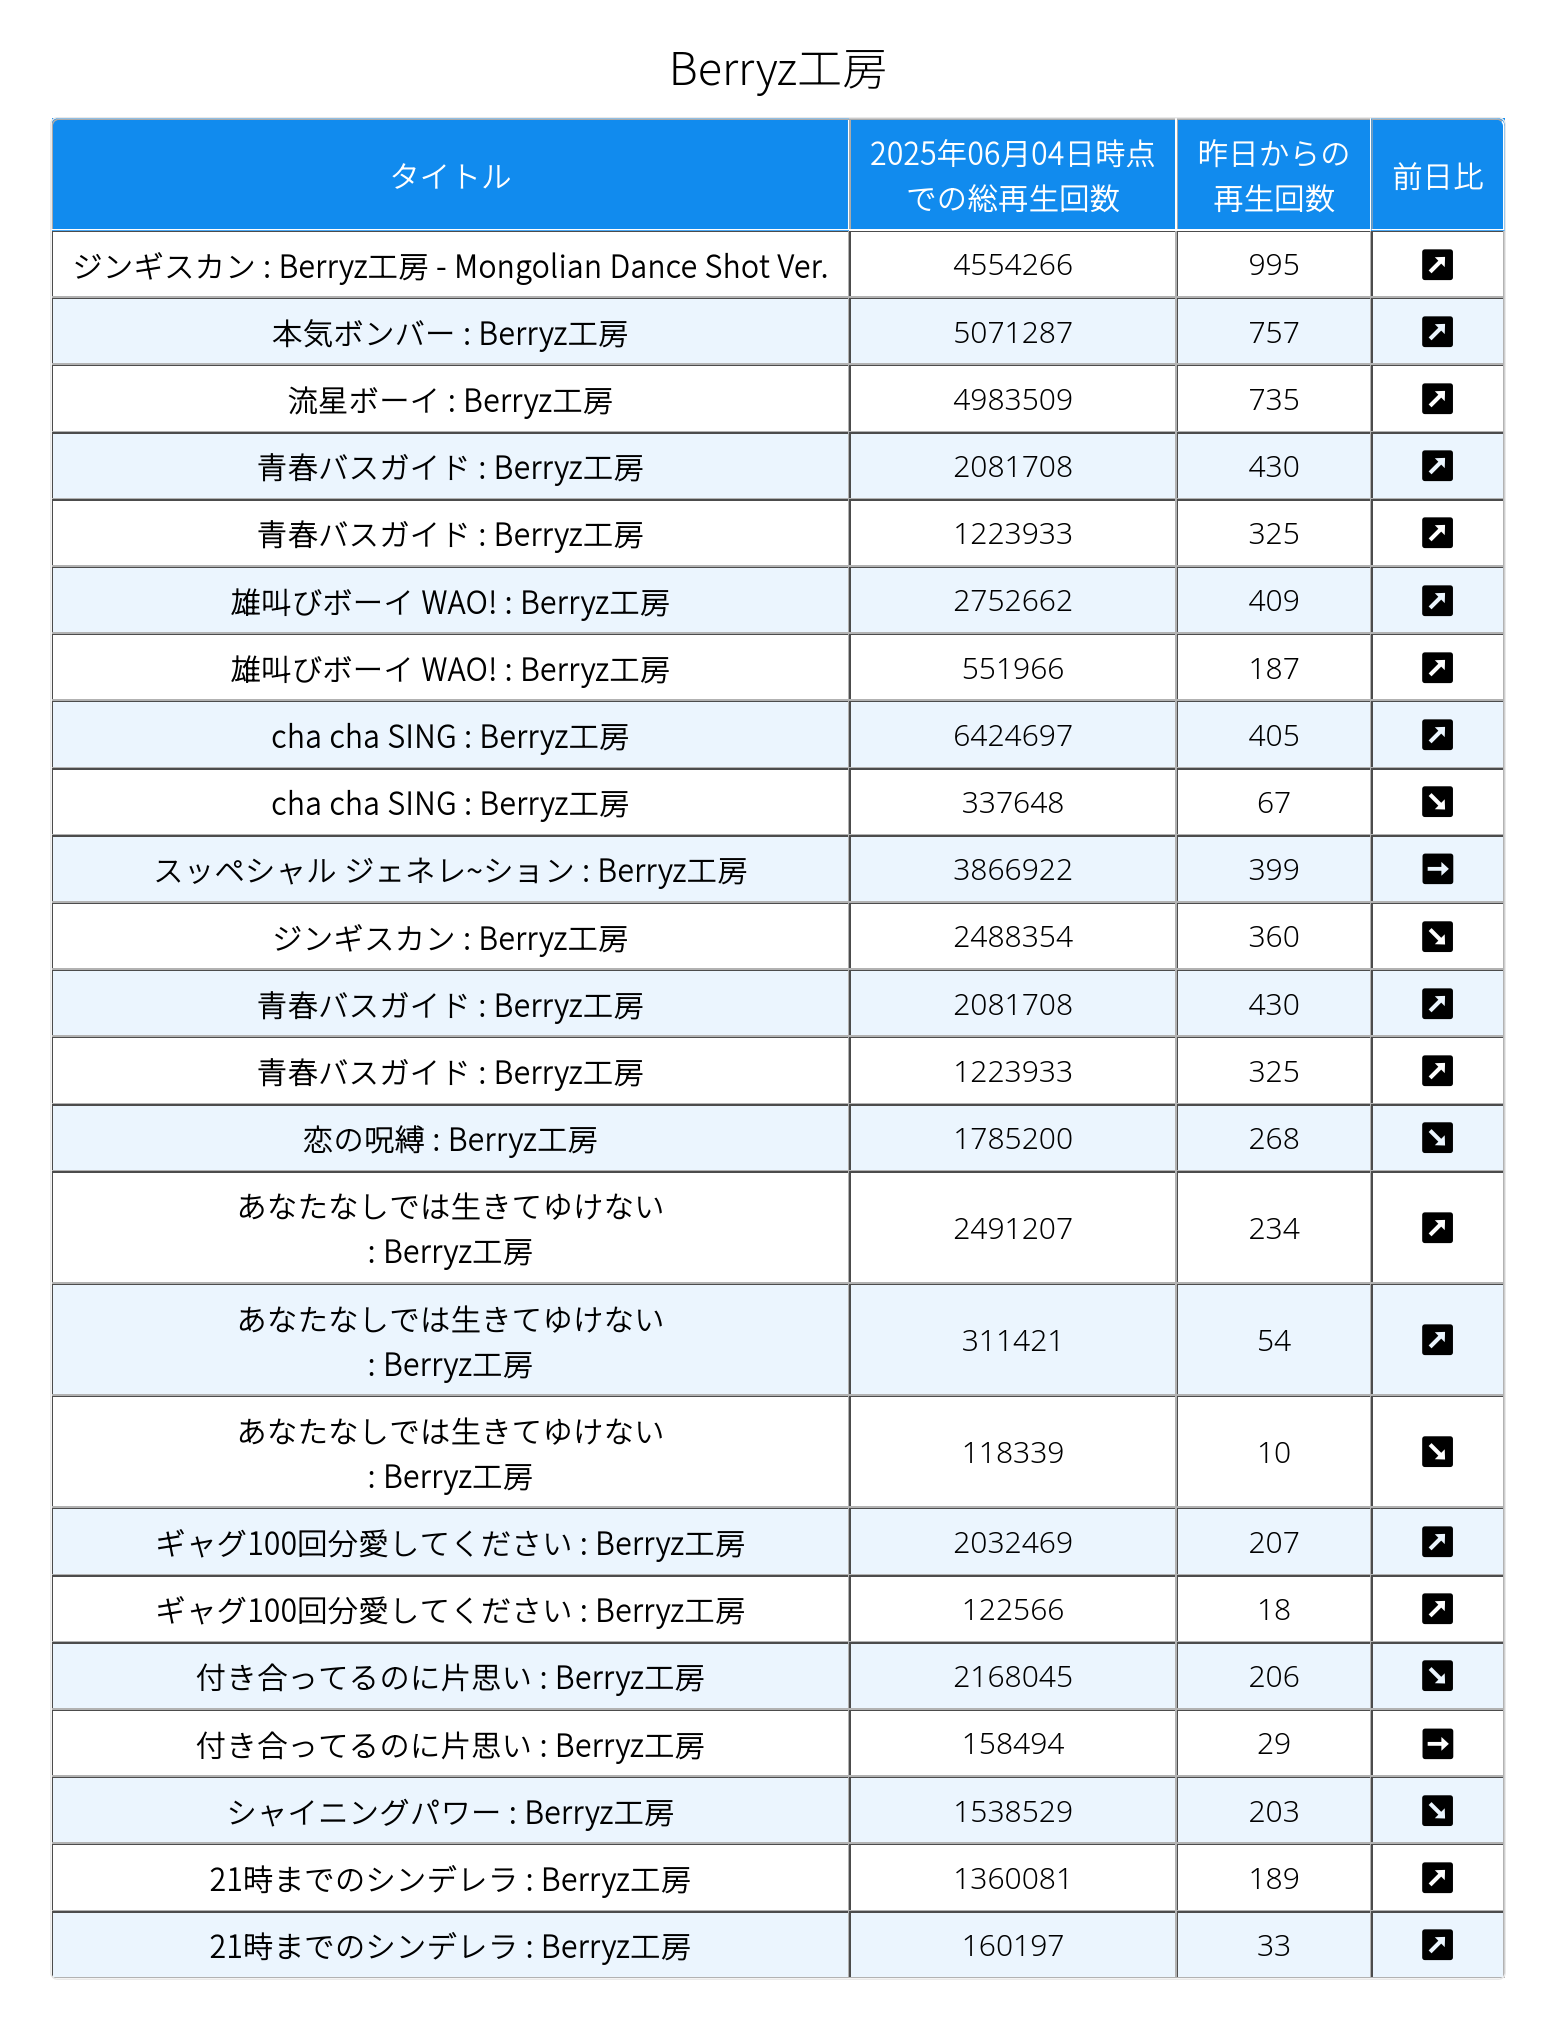 Berryz工房
タイトル
2025年06月04日時点
での総再生回数
昨日からの
再生回数
前日比
ジンギスカン : Berryz工房 - Mongolian Dance Shot Ver. 4554266 995
本気ボンバー : Berryz工房 5071287 757
流星ボーイ : Berryz工房 4983509 735
青春バスガイド : Berryz工房 2081708 430
青春バスガイド : Berryz工房 1223933 325
雄叫びボーイ WAO! : Berryz工房 2752662 409
雄叫びボーイ WAO! : Berryz工房 551966 187
cha cha SING : Berryz工房 6424697 405
cha cha SING : Berryz工房 337648 67
スッペシャル ジェネレ~ション : Berryz工房 3866922 399
ジンギスカン : Berryz工房 2488354 360
青春バスガイド : Berryz工房 2081708 430
青春バスガイド : Berryz工房 1223933 325
恋の呪縛 : Berryz工房 1785200 268
あなたなしでは生きてゆけない
: Berryz工房 2491207 234
あなたなしでは生きてゆけない
: Berryz工房 311421 54
あなたなしでは生きてゆけない
: Berryz工房 118339 10
ギャグ100回分愛してください : Berryz工房 2032469 207
ギャグ100回分愛してください : Berryz工房 122566 18
付き合ってるのに片思い : Berryz工房 2168045 206
付き合ってるのに片思い : Berryz工房 158494 29
シャイニングパワー : Berryz工房 1538529 203
21時までのシンデレラ : Berryz工房 1360081 189
21時までのシンデレラ : Berryz工房 160197 33